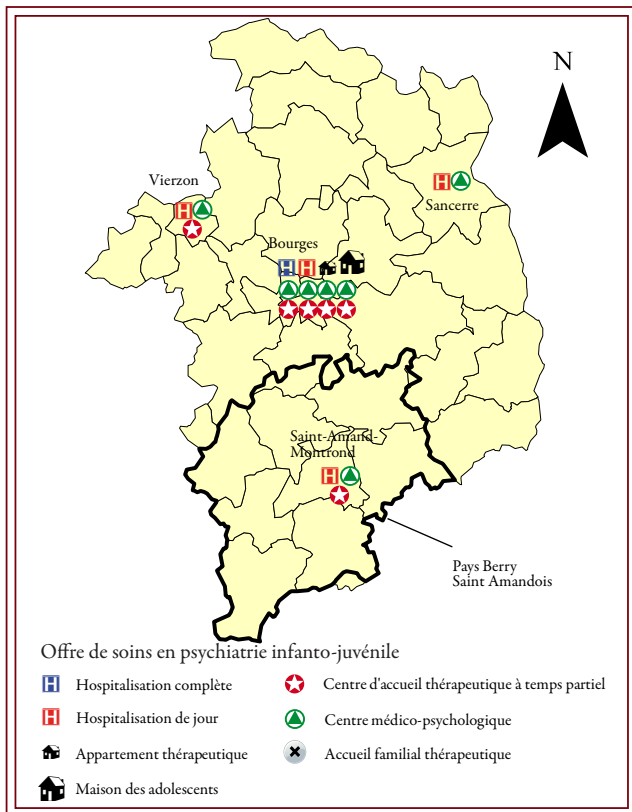 N
Vierzon
Sancerre
Bourges
Saint-Amand-
Montrond
Pays Berry
Saint Amandois
Offre de soins en psychiatrie infanto-juvénile
H Hospitalisation complète
Centre d'accueil thérapeutique à temps partiel
H Hospitalisation de jour
Centre médico-psychologique
Appartement thérapeutique
Accueil familial thérapeutique
Maison des adolescents